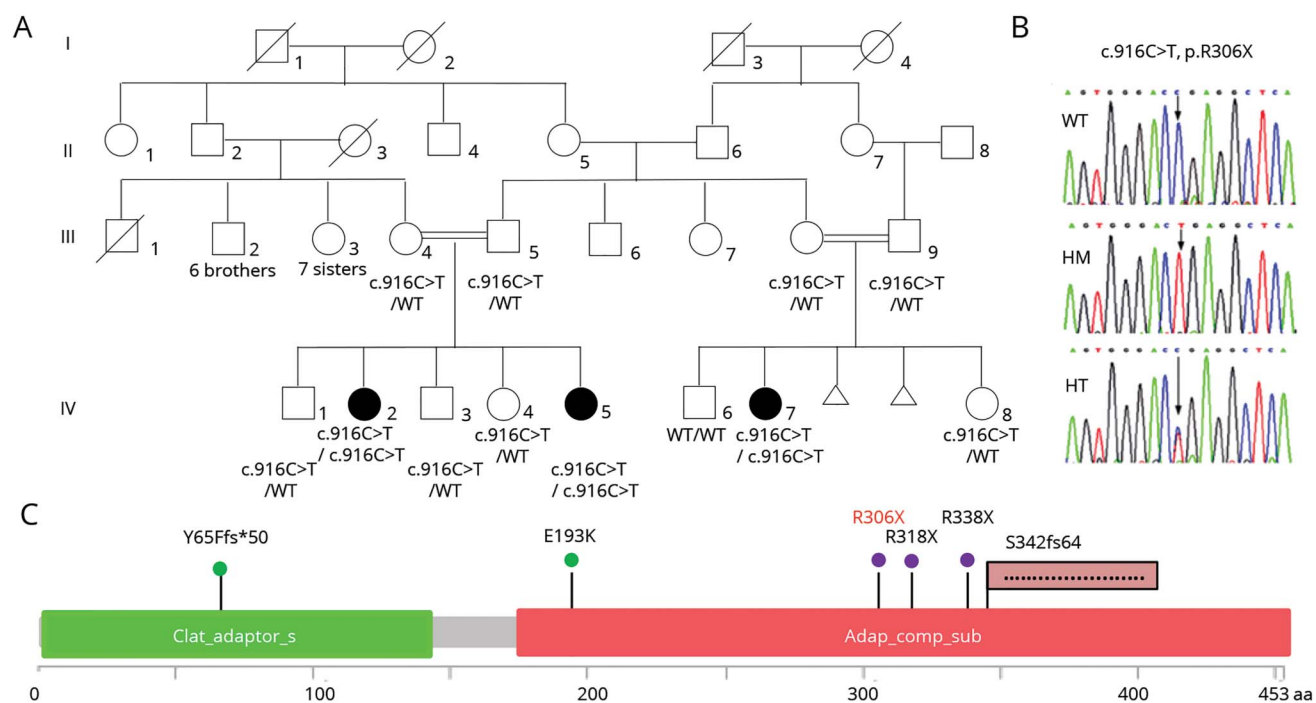 A
B
I
1
2
3
4
c.916C>T, p.R306X
A G T G G G A C C G A G G C T C A
WT
II
1
2
3
4
5
6
7
8
III
1
2
3
4
5
6
7
9
6 brothers
7 sisters
c.916C>T
/WT
c.916C>T
/WT
c.916C>T
/WT
c.916C>T
/WT
A G T G G G A C T G A G G C T C A
HM
A G T G G G A C C G A G G C T C A
HT
IV
1
2
3
4
5
6
7
8
c.916C>T
/WT
c.916C>T
/ c.916C>T
c.916C>T
/WT
c.916C>T
/WT
c.916C>T
/ c.916C>T
WT/WT
c.916C>T
/ c.916C>T
c.916C>T
/WT
C
Y65Ffs*50
E193K
R306X
R318X
R338X
S342fs64
Clat_adaptor_s
Adap_comp_sub
0
100
200
300
400
453 aa